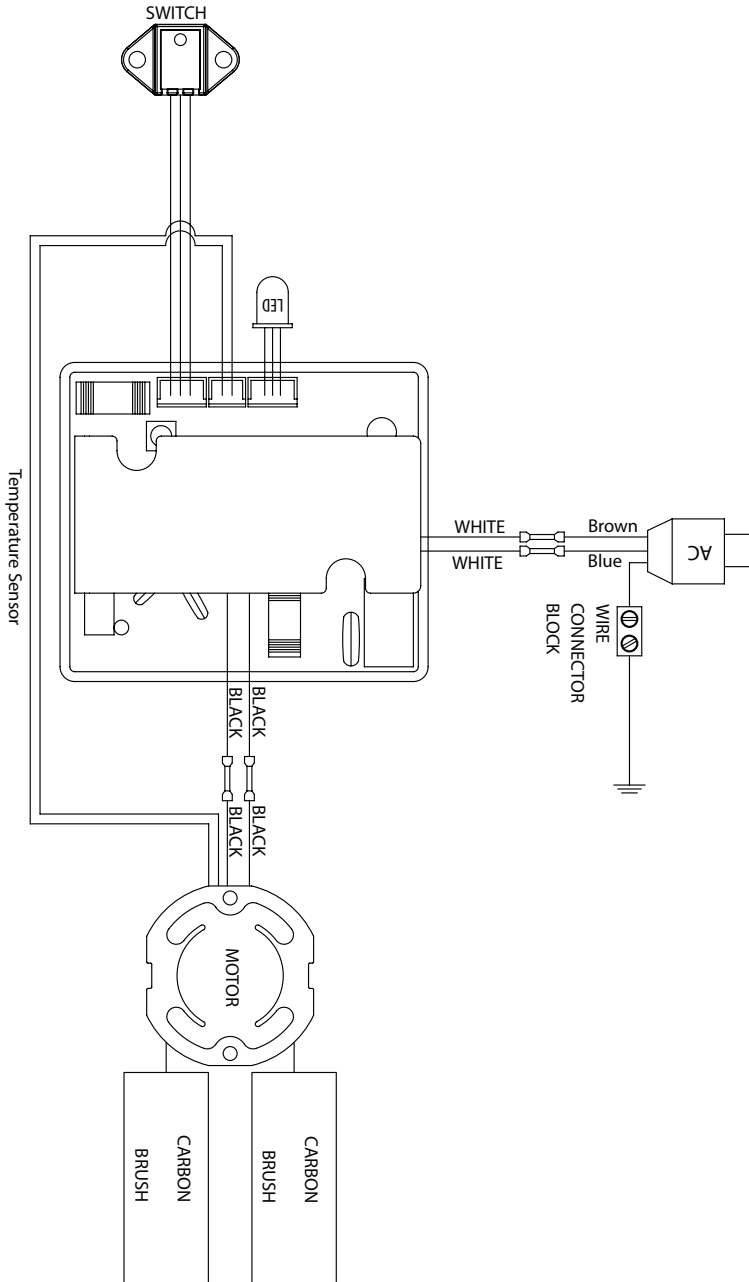 SWITCH
LED
WHITE
Brown
WHITE
Blue
AC
WIRE
CONNECTOR
BLOCK
Temperature Sensor
BLACK
BLACK
BLACK
BLACK
MOTOR
CARBON
BRUSH
CARBON
BRUSH